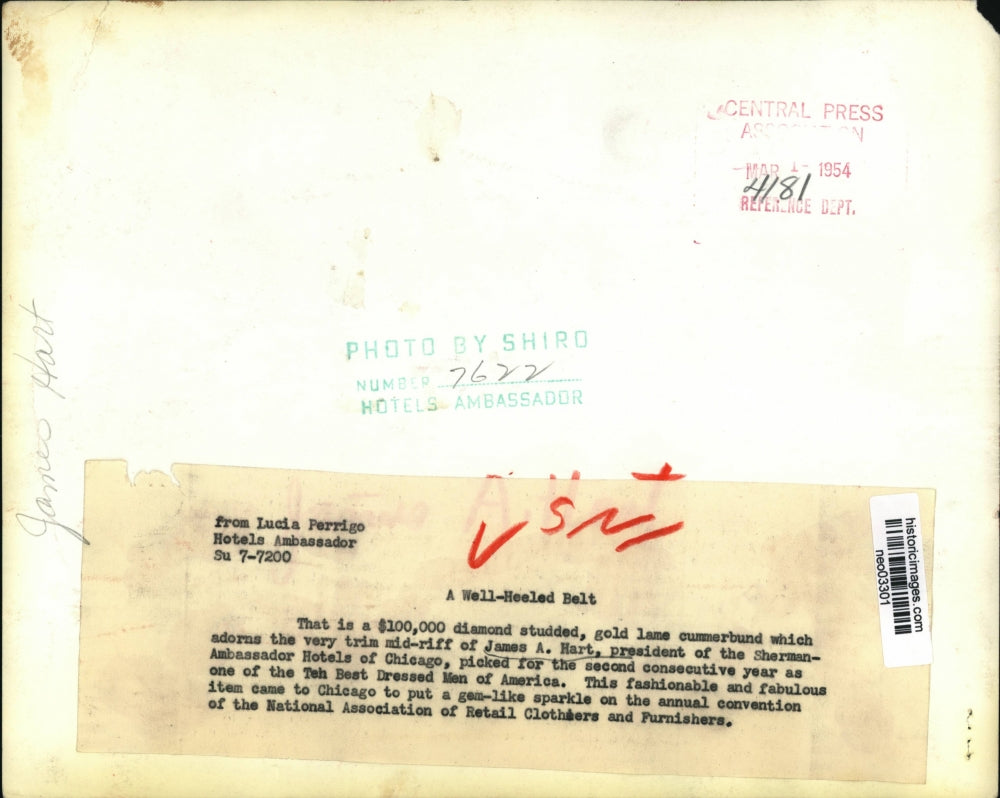 CENTRAL PRESS
ASSOCIATION
MAR 1- 1954
4181
REFERENCE DEPT.
James Hart
PHOTO BY SHIRO
NUMBER 7622
HOTELS AMBASSADOR
James A. Hart
from Lucia Perrigo
Hotels Ambassador
Su 7-7200
A Well-Heeled Belt
That is a $100,000 diamond studded, gold lame cummerbund which
adorns the very trim mid-riff of James A. Hart, president of the Sherman-
Ambassador Hotels of Chicago, picked for the second consecutive year as
one of the Teh Best Dressed Men of America. This fashionable and fabulous
item came to Chicago to put a gem-like sparkle on the annual convention
of the National Association of Retail Clothiers and Furnishers.
historicimages.com
neo03301